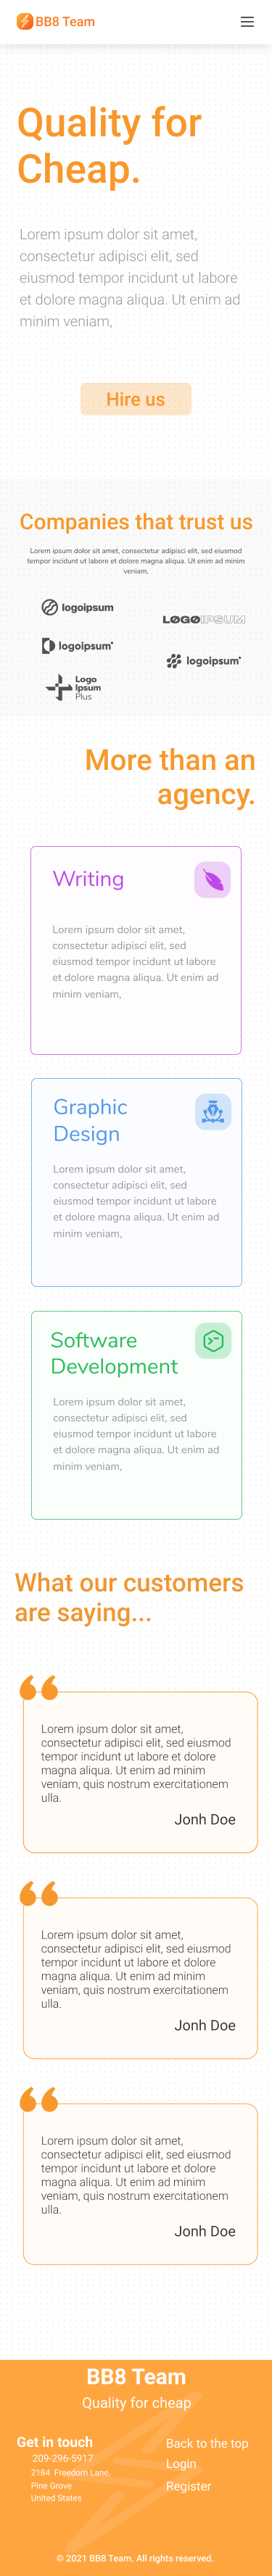 BB8 Team
Quality for
Cheap.
Lorem ipsum dolor sit amet,
consectetur adipisci elit, sed
eiusmod tempor incidunt ut labore
et dolore magna aliqua. Ut enim ad
minim veniam,
Hire us
Companies that trust us
Lorem ipsum dolor sit amet, consectetur adipisci elit, sed eiusmod
tempor incidunt ut labore et dolore magna aliqua. Ut enim ad minim
veniam,
logoipsum
LOGOIPSUM
logoipsum
logoipsum
Logo
Ipsum
Plus
More than an
agency.
Writing
Lorem ipsum dolor sit amet,
consectetur adipisci elit, sed
eiusmod tempor incidunt ut labore
et dolore magna aliqua. Ut enim ad
minim veniam,
Graphic
Design
Lorem ipsum dolor sit amet,
consectetur adipisci elit, sed
eiusmod tempor incidunt ut labore
et dolore magna aliqua. Ut enim ad
minim veniam,
Software
Development
Lorem ipsum dolor sit amet,
consectetur adipisci elit, sed
eiusmod tempor incidunt ut labore
et dolore magna aliqua. Ut enim ad
minim veniam,
What our customers
are saying...
Lorem ipsum dolor sit amet,
consectetur adipisci elit, sed eiusmod
tempor incidunt ut labore et dolore
magna aliqua. Ut enim ad minim
veniam, quis nostrum exercitationem
ulla.
Jonh Doe
Lorem ipsum dolor sit amet,
consectetur adipisci elit, sed eiusmod
tempor incidunt ut labore et dolore
magna aliqua. Ut enim ad minim
veniam, quis nostrum exercitationem
ulla.
Jonh Doe
Lorem ipsum dolor sit amet,
consectetur adipisci elit, sed eiusmod
tempor incidunt ut labore et dolore
magna aliqua. Ut enim ad minim
veniam, quis nostrum exercitationem
ulla.
Jonh Doe
BB8 Team
Quality for cheap
Get in touch
209-296-5917
2184 Freedom Lane,
Pine Grove
United States
Back to the top
Login
Register
© 2021 BB8 Team. All rights reserved.